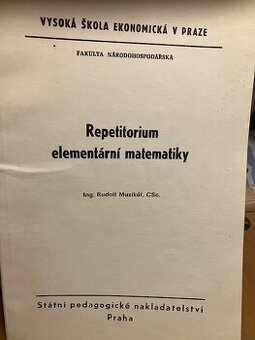 VYSOKÁ ŠKOLA EKONOMICKÁ V PRAZE
FAKULTA NÁRODOHOSPODÁŘSKÁ
Repetitorium
elementární matematiky
Ing. Rudolf Muzikář, CSc.
Státní pedagogické nakladatelství
Praha